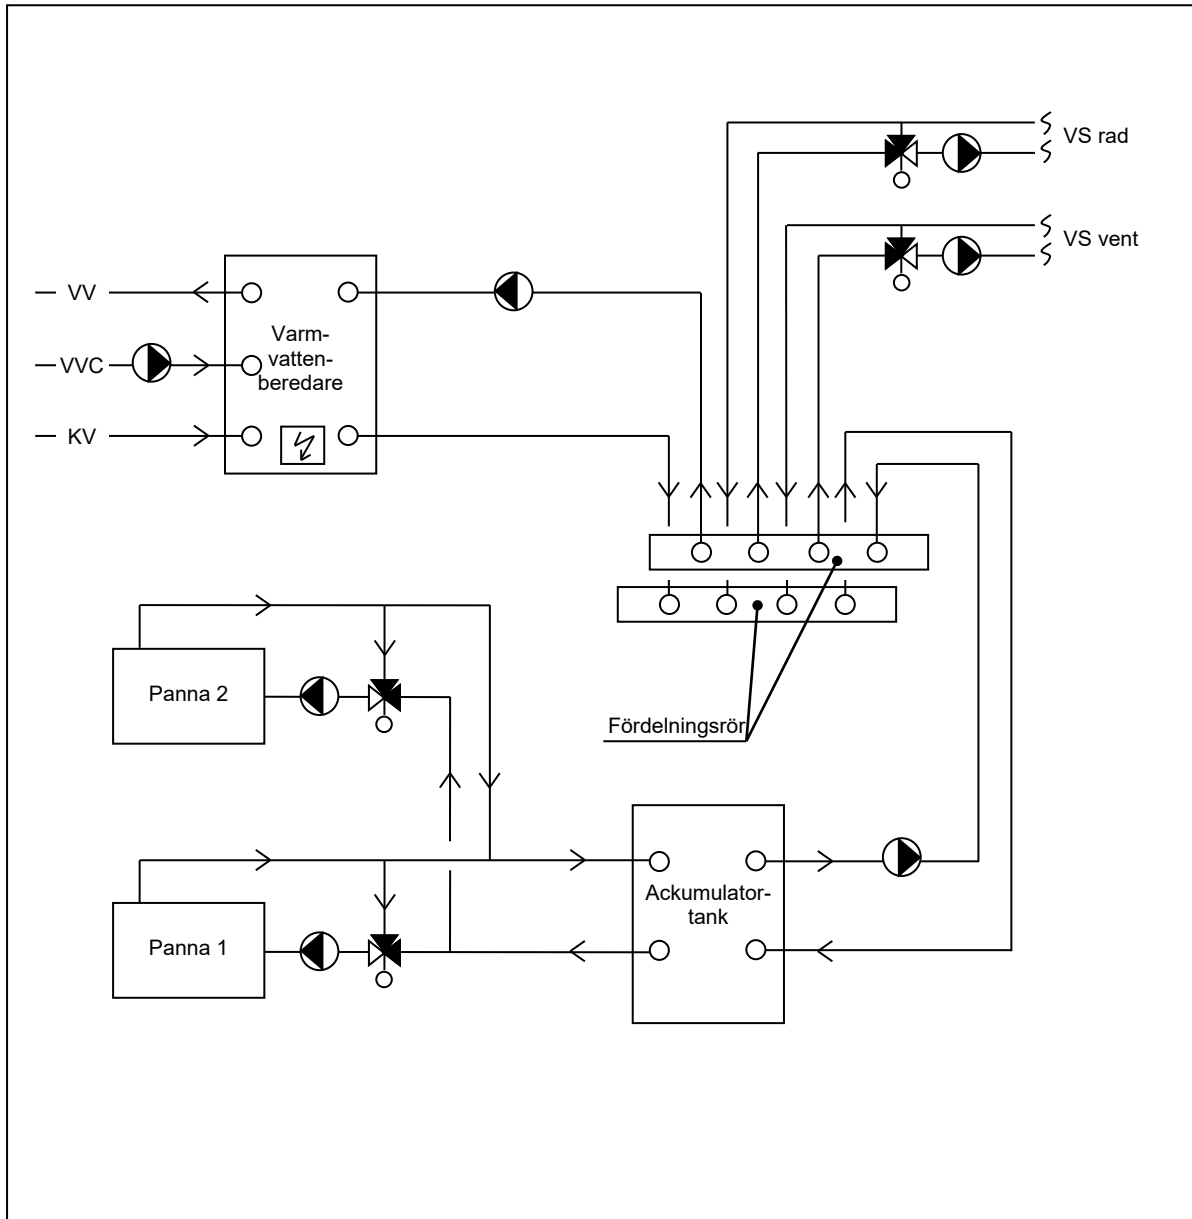 VS rad
VS vent
VV
Varm-
vatten-
beredare
VVC
KV
Panna 2
Fördelningsrör
Ackumulator-
tank
Panna 1